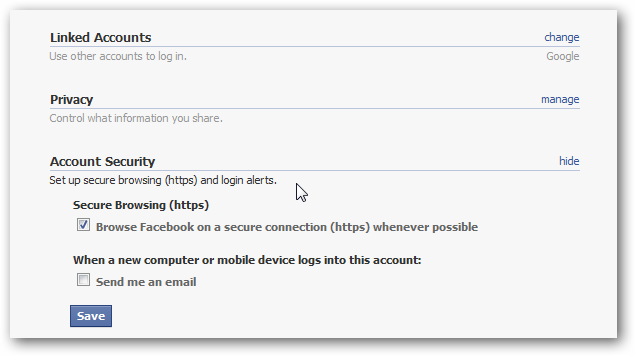 Linked Accounts change
Use other accounts to log in. Google
Privacy manage
Control what information you share.
Account Security hide
Set up secure browsing (https) and login alerts.
Secure Browsing (https)
Browse Facebook on a secure connection (https) whenever possible
When a new computer or mobile device logs into this account:
Send me an email
Save